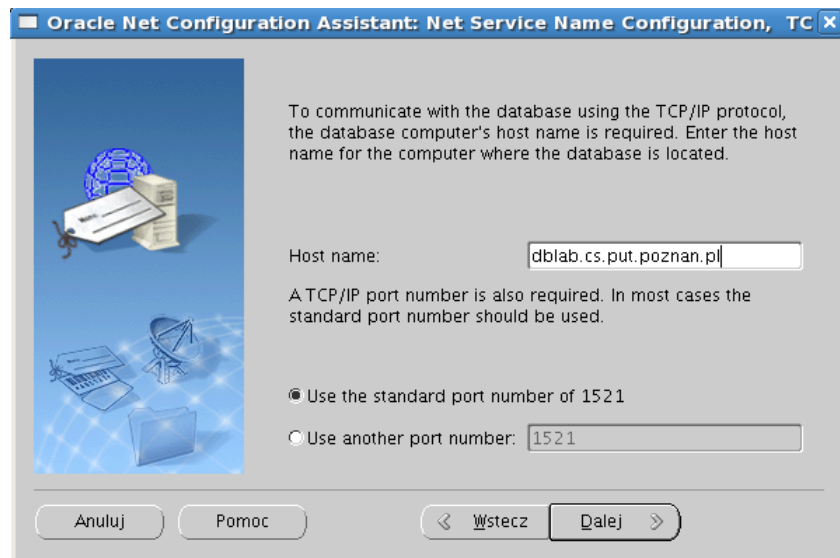 Oracle Net Configuration Assistant: Net Service Name Configuration, TC
To communicate with the database using the TCP/IP protocol,
the database computer's host name is required. Enter the host
name for the computer where the database is located.
Host name: dblab.cs.put.poznan.pl
A TCP/IP port number is also required. In most cases the
standard port number should be used.
Use the standard port number of 1521
Use another port number: 1521
Anuluj Pomoc Wstecz Dalej